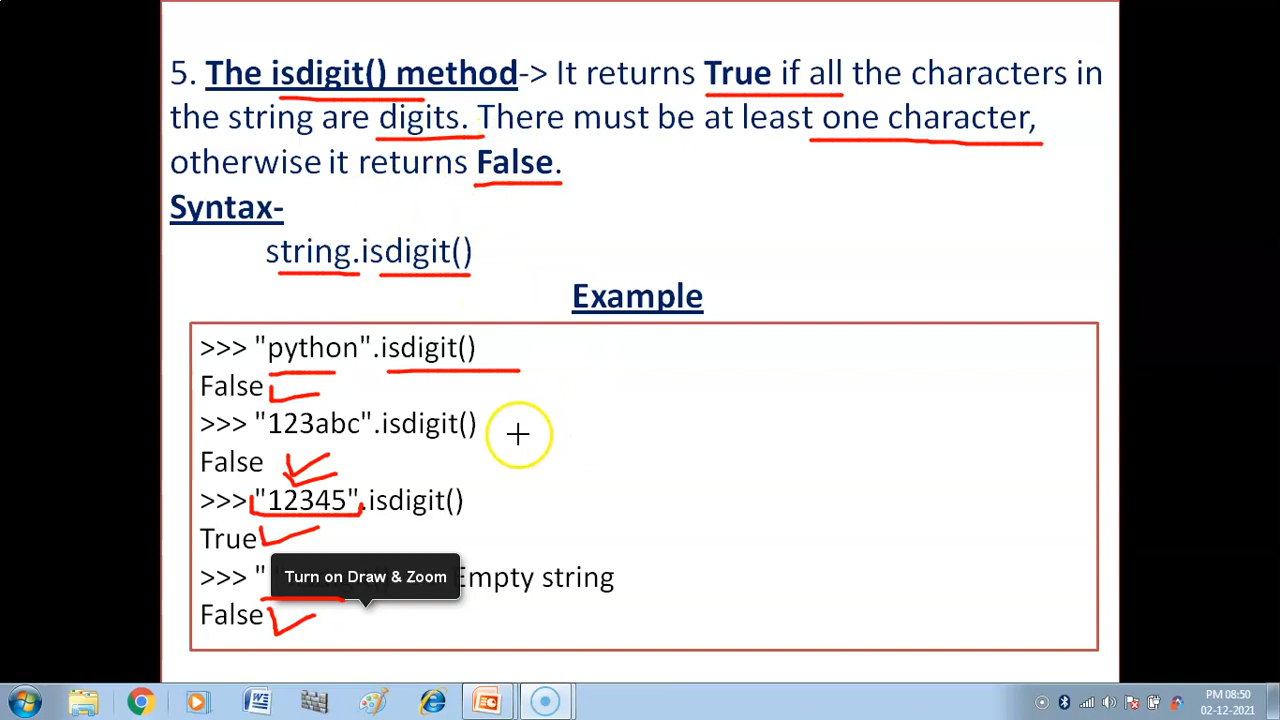 5. The isdigit() method-> It returns True if all the characters in
the string are digits. There must be at least one character,
otherwise it returns False.
Syntax-
string.isdigit()
Example
>>> "python".isdigit()
False
>>> "123abc".isdigit()
False
>>>"12345".isdigit()
True
>>> " Empty string
Turn on Draw & Zoom
False
PM 08:50
02-12-2021